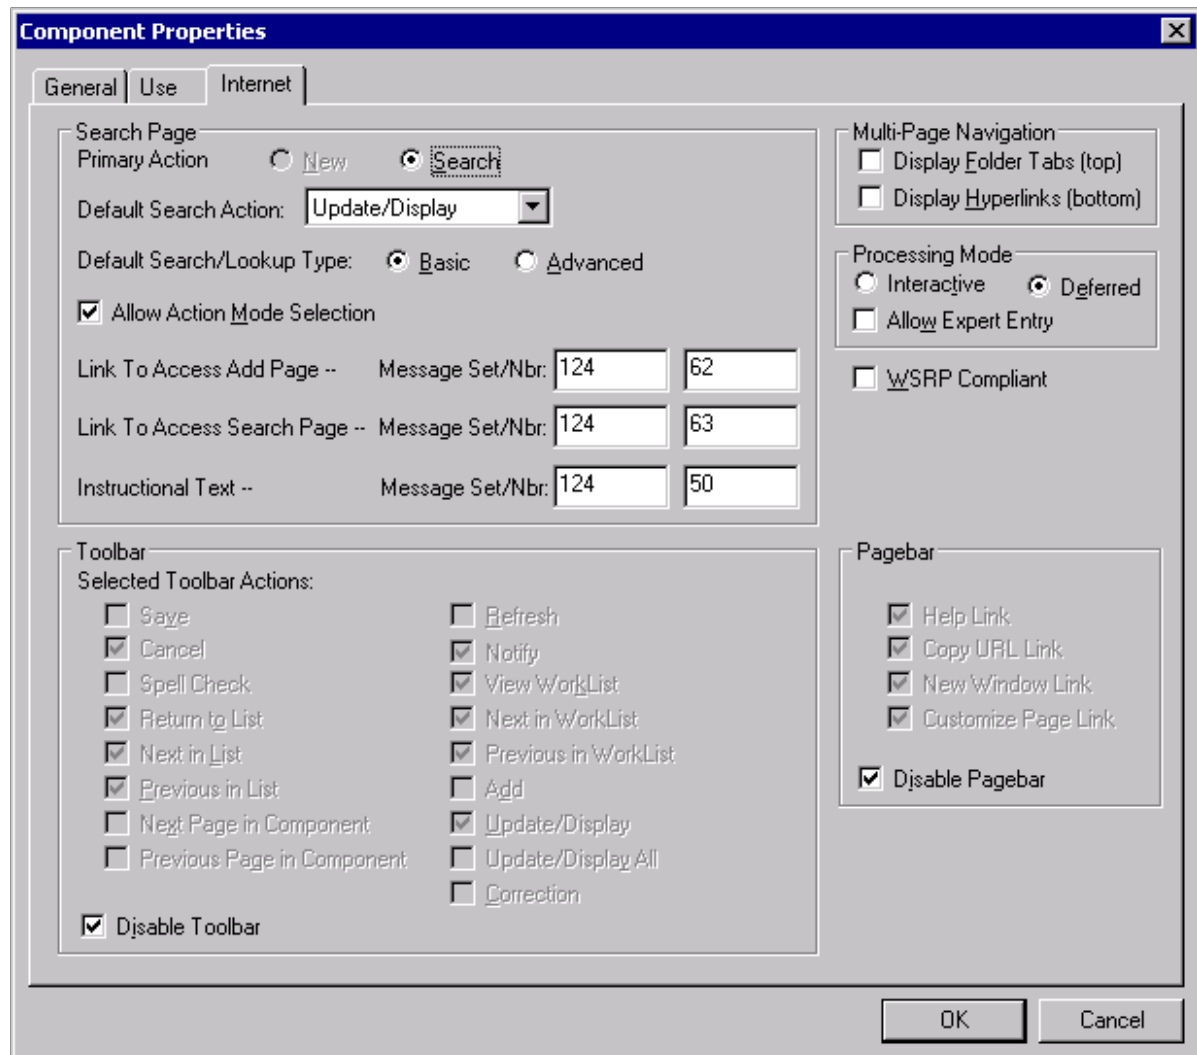 Component Properties
General Use Internet
Search Page
Primary Action New Search
Default Search Action: Update/Display
Default Search/Lookup Type: Basic Advanced
Allow Action Mode Selection
Link To Access Add Page -- Message Set/Nbr: 124 62
Link To Access Search Page -- Message Set/Nbr: 124 63
Instructional Text -- Message Set/Nbr: 124 50
Multi-Page Navigation
Display Folder Tabs (top)
Display Hyperlinks (bottom)
Processing Mode
Interactive Deferred
Allow Expert Entry
WSRP Compliant
Toolbar
Selected Toolbar Actions:
Save
Cancel
Spell Check
Return to List
Next in List
Previous in List
Next Page in Component
Previous Page in Component
Refresh
Notify
View WorkList
Next in WorkList
Previous in WorkList
Add
Update/Display
Update/Display All
Correction
Disable Toolbar
Pagebar
Help Link
Copy URL Link
New Window Link
Customize Page Link
Disable Pagebar
OK Cancel